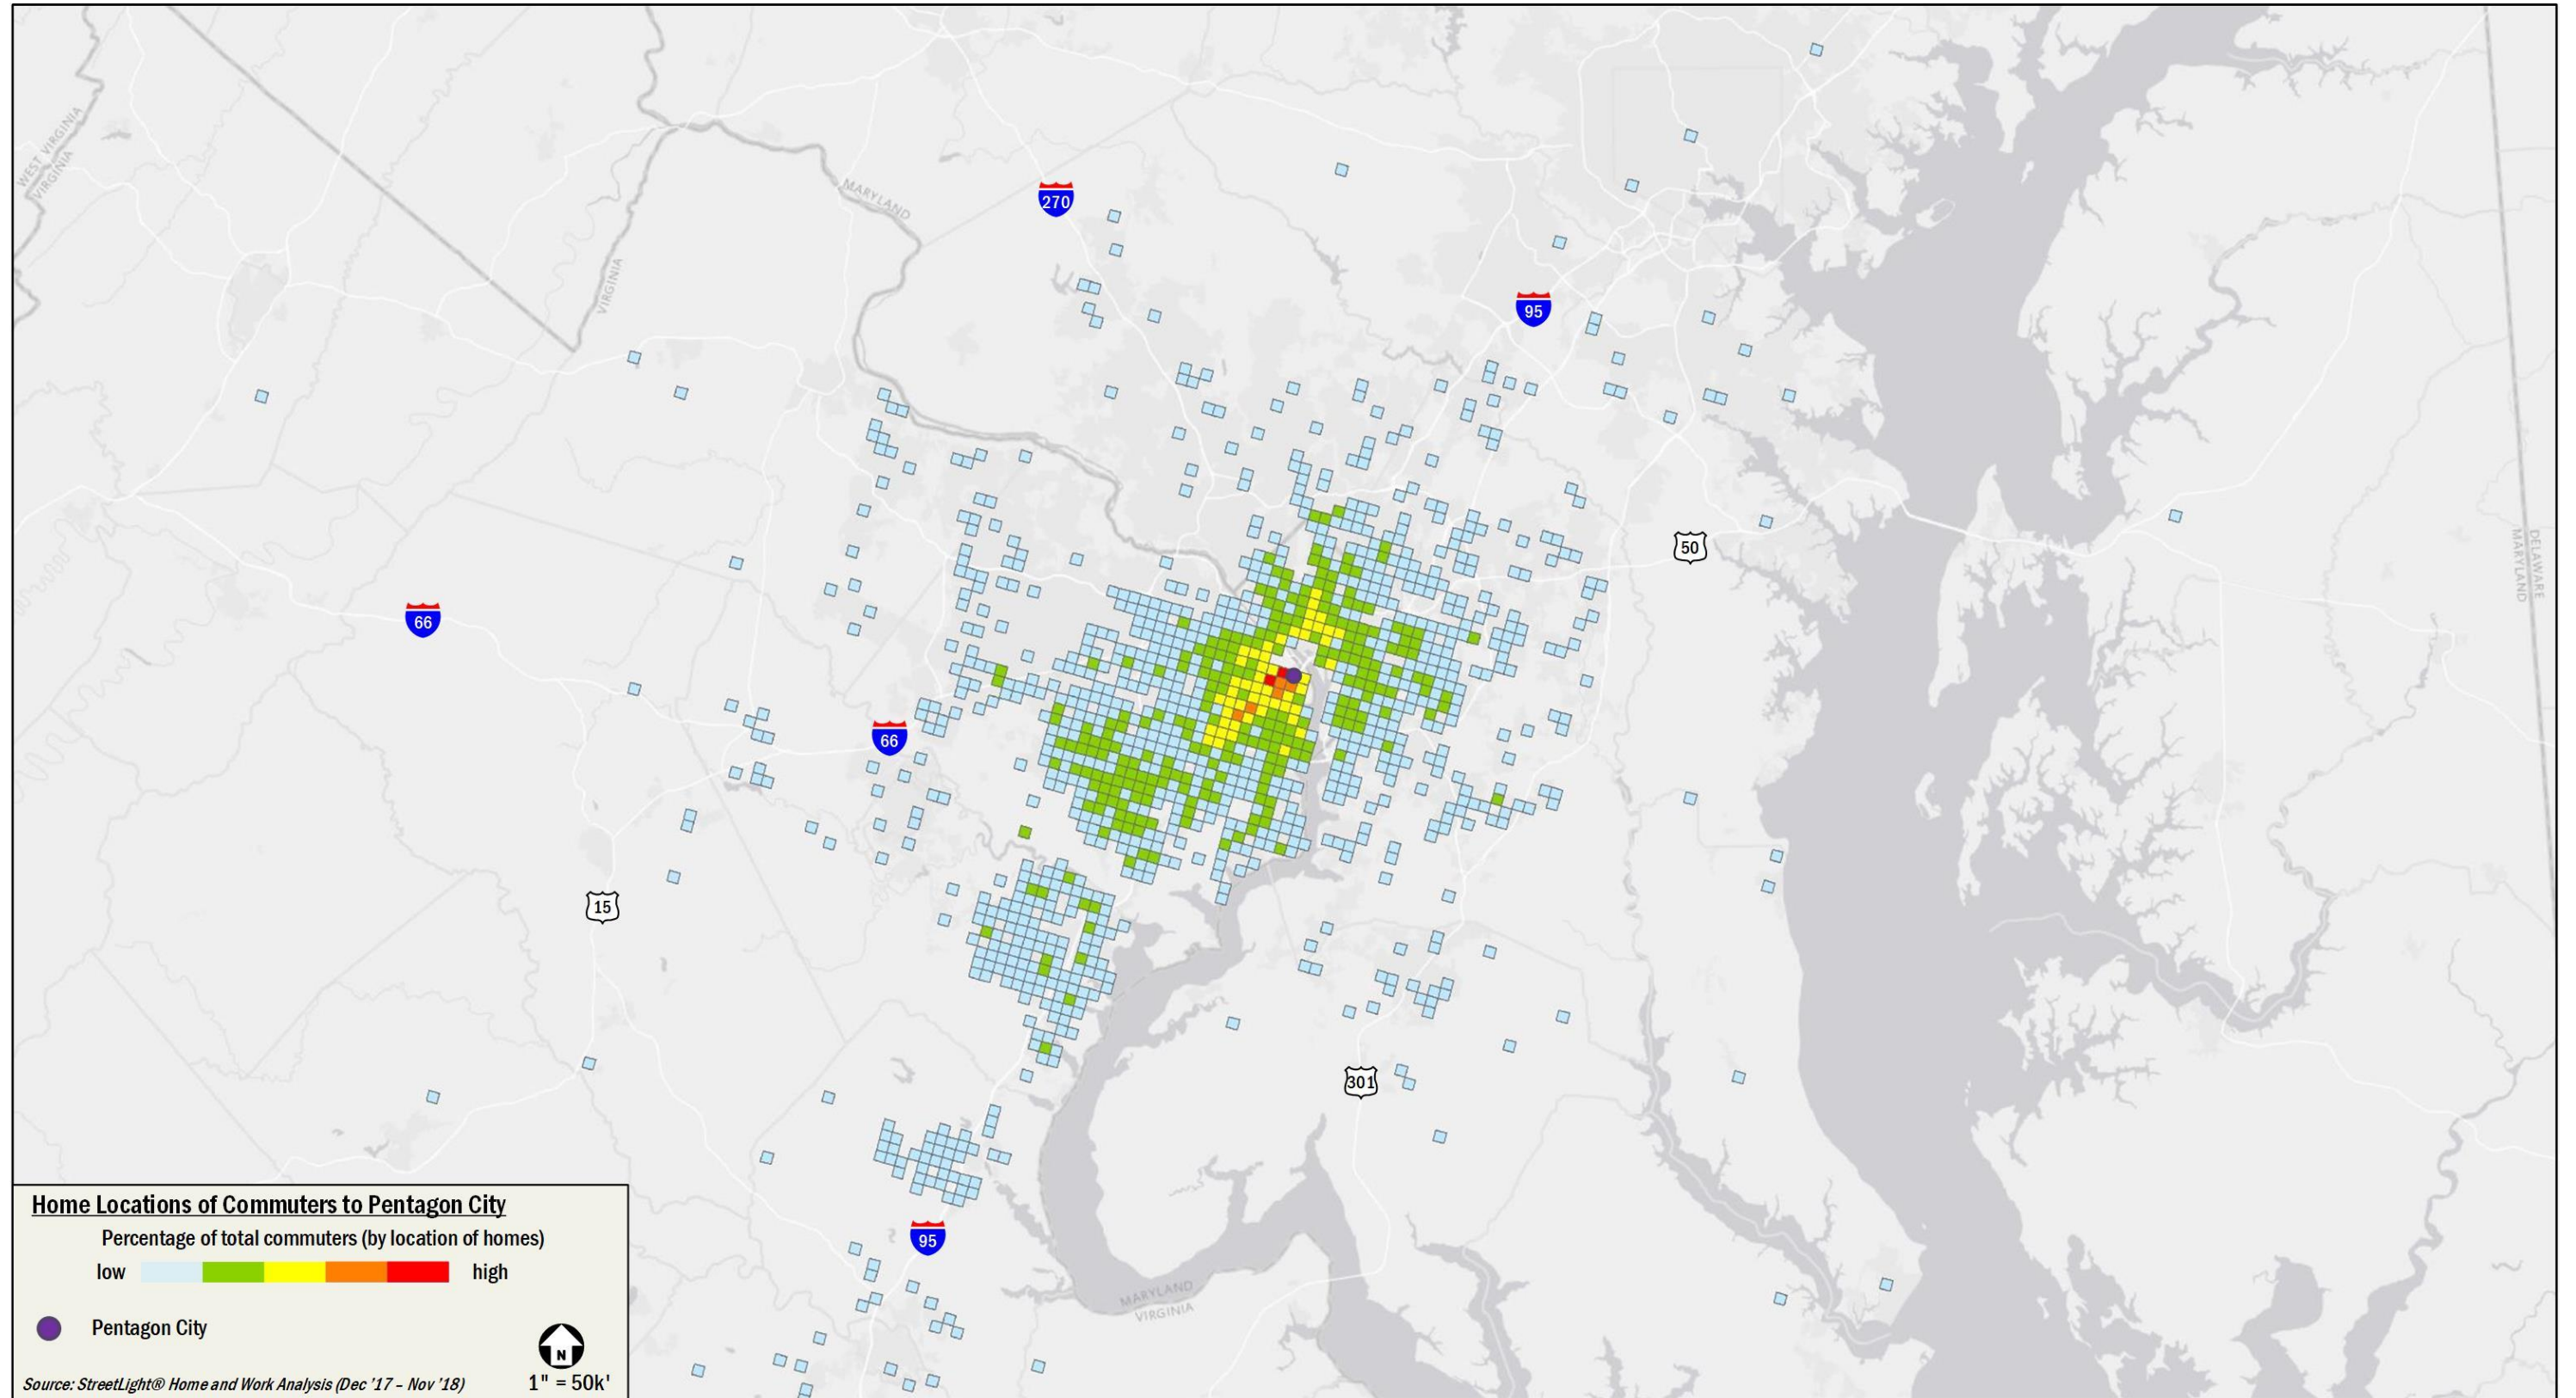 WEST VIRGINIA
VIRGINIA
MARYLAND
VIRGINIA
270
95
50
DELAWARE
MARYLAND
66
66
15
301
95
MARYLAND
VIRGINIA
Home Locations of Commuters to Pentagon City
Percentage of total commuters (by location of homes)
low high
Pentagon City
N
Source: StreetLight® Home and Work Analysis (Dec '17 – Nov '18)
1" = 50k'